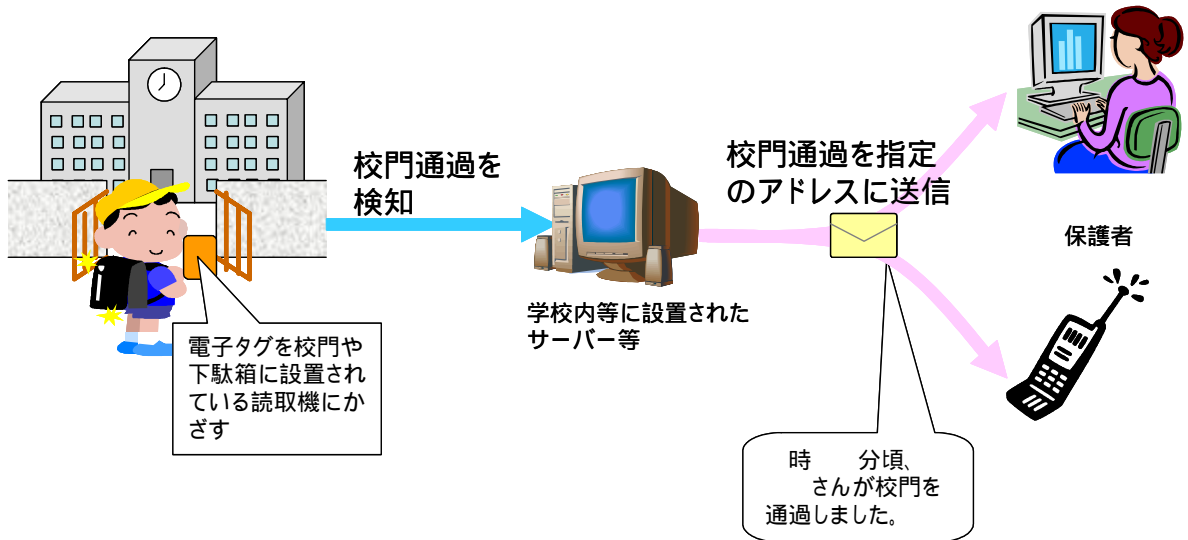 校門通過を
検知
電子タグを校門や
下駄箱に設置され
ている読取機にか
ざす
学校内等に設置された
サーバー等
校門通過を指定
のアドレスに送信
保護者
時　　分頃、
さんが校門を
通過しました。